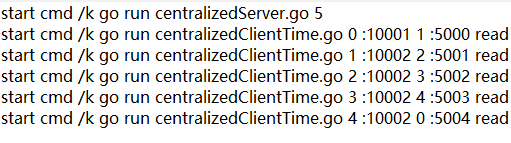 start cmd /k go run centralizedServer.go 5
start cmd /k go run centralizedClientTime.go 0 :10001 1 :5000 read
start cmd /k go run centralizedClientTime.go 1 :10002 2 :5001 read
start cmd /k go run centralizedClientTime.go 2 :10002 3 :5002 read
start cmd /k go run centralizedClientTime.go 3 :10002 4 :5003 read
start cmd /k go run centralizedClientTime.go 4 :10002 0 :5004 read